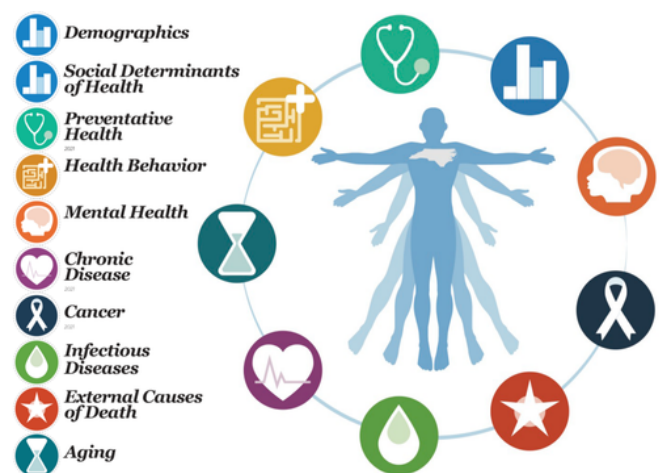 Demographics
Social Determinants
of Health
Preventative
Health
2021
Health Behavior
Mental Health
Chronic
Disease
2021
Cancer
2021
Infectious
Diseases
External Causes
of Death
Aging